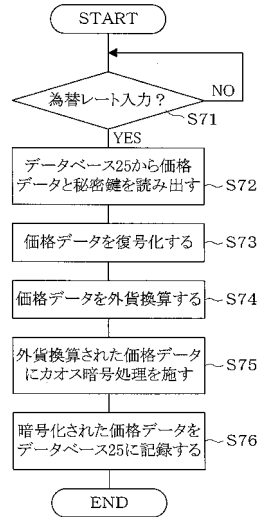 START
為替レート入力？
NO
S71
YES
データベース25から価格
データと秘密鍵を読み出す
S72
価格データを復号化する
S73
価格データを外貨換算する
S74
外貨換算された価格データ
にカオス暗号処理を施す
S75
暗号化された価格データを
データベース25に記録する
S76
END